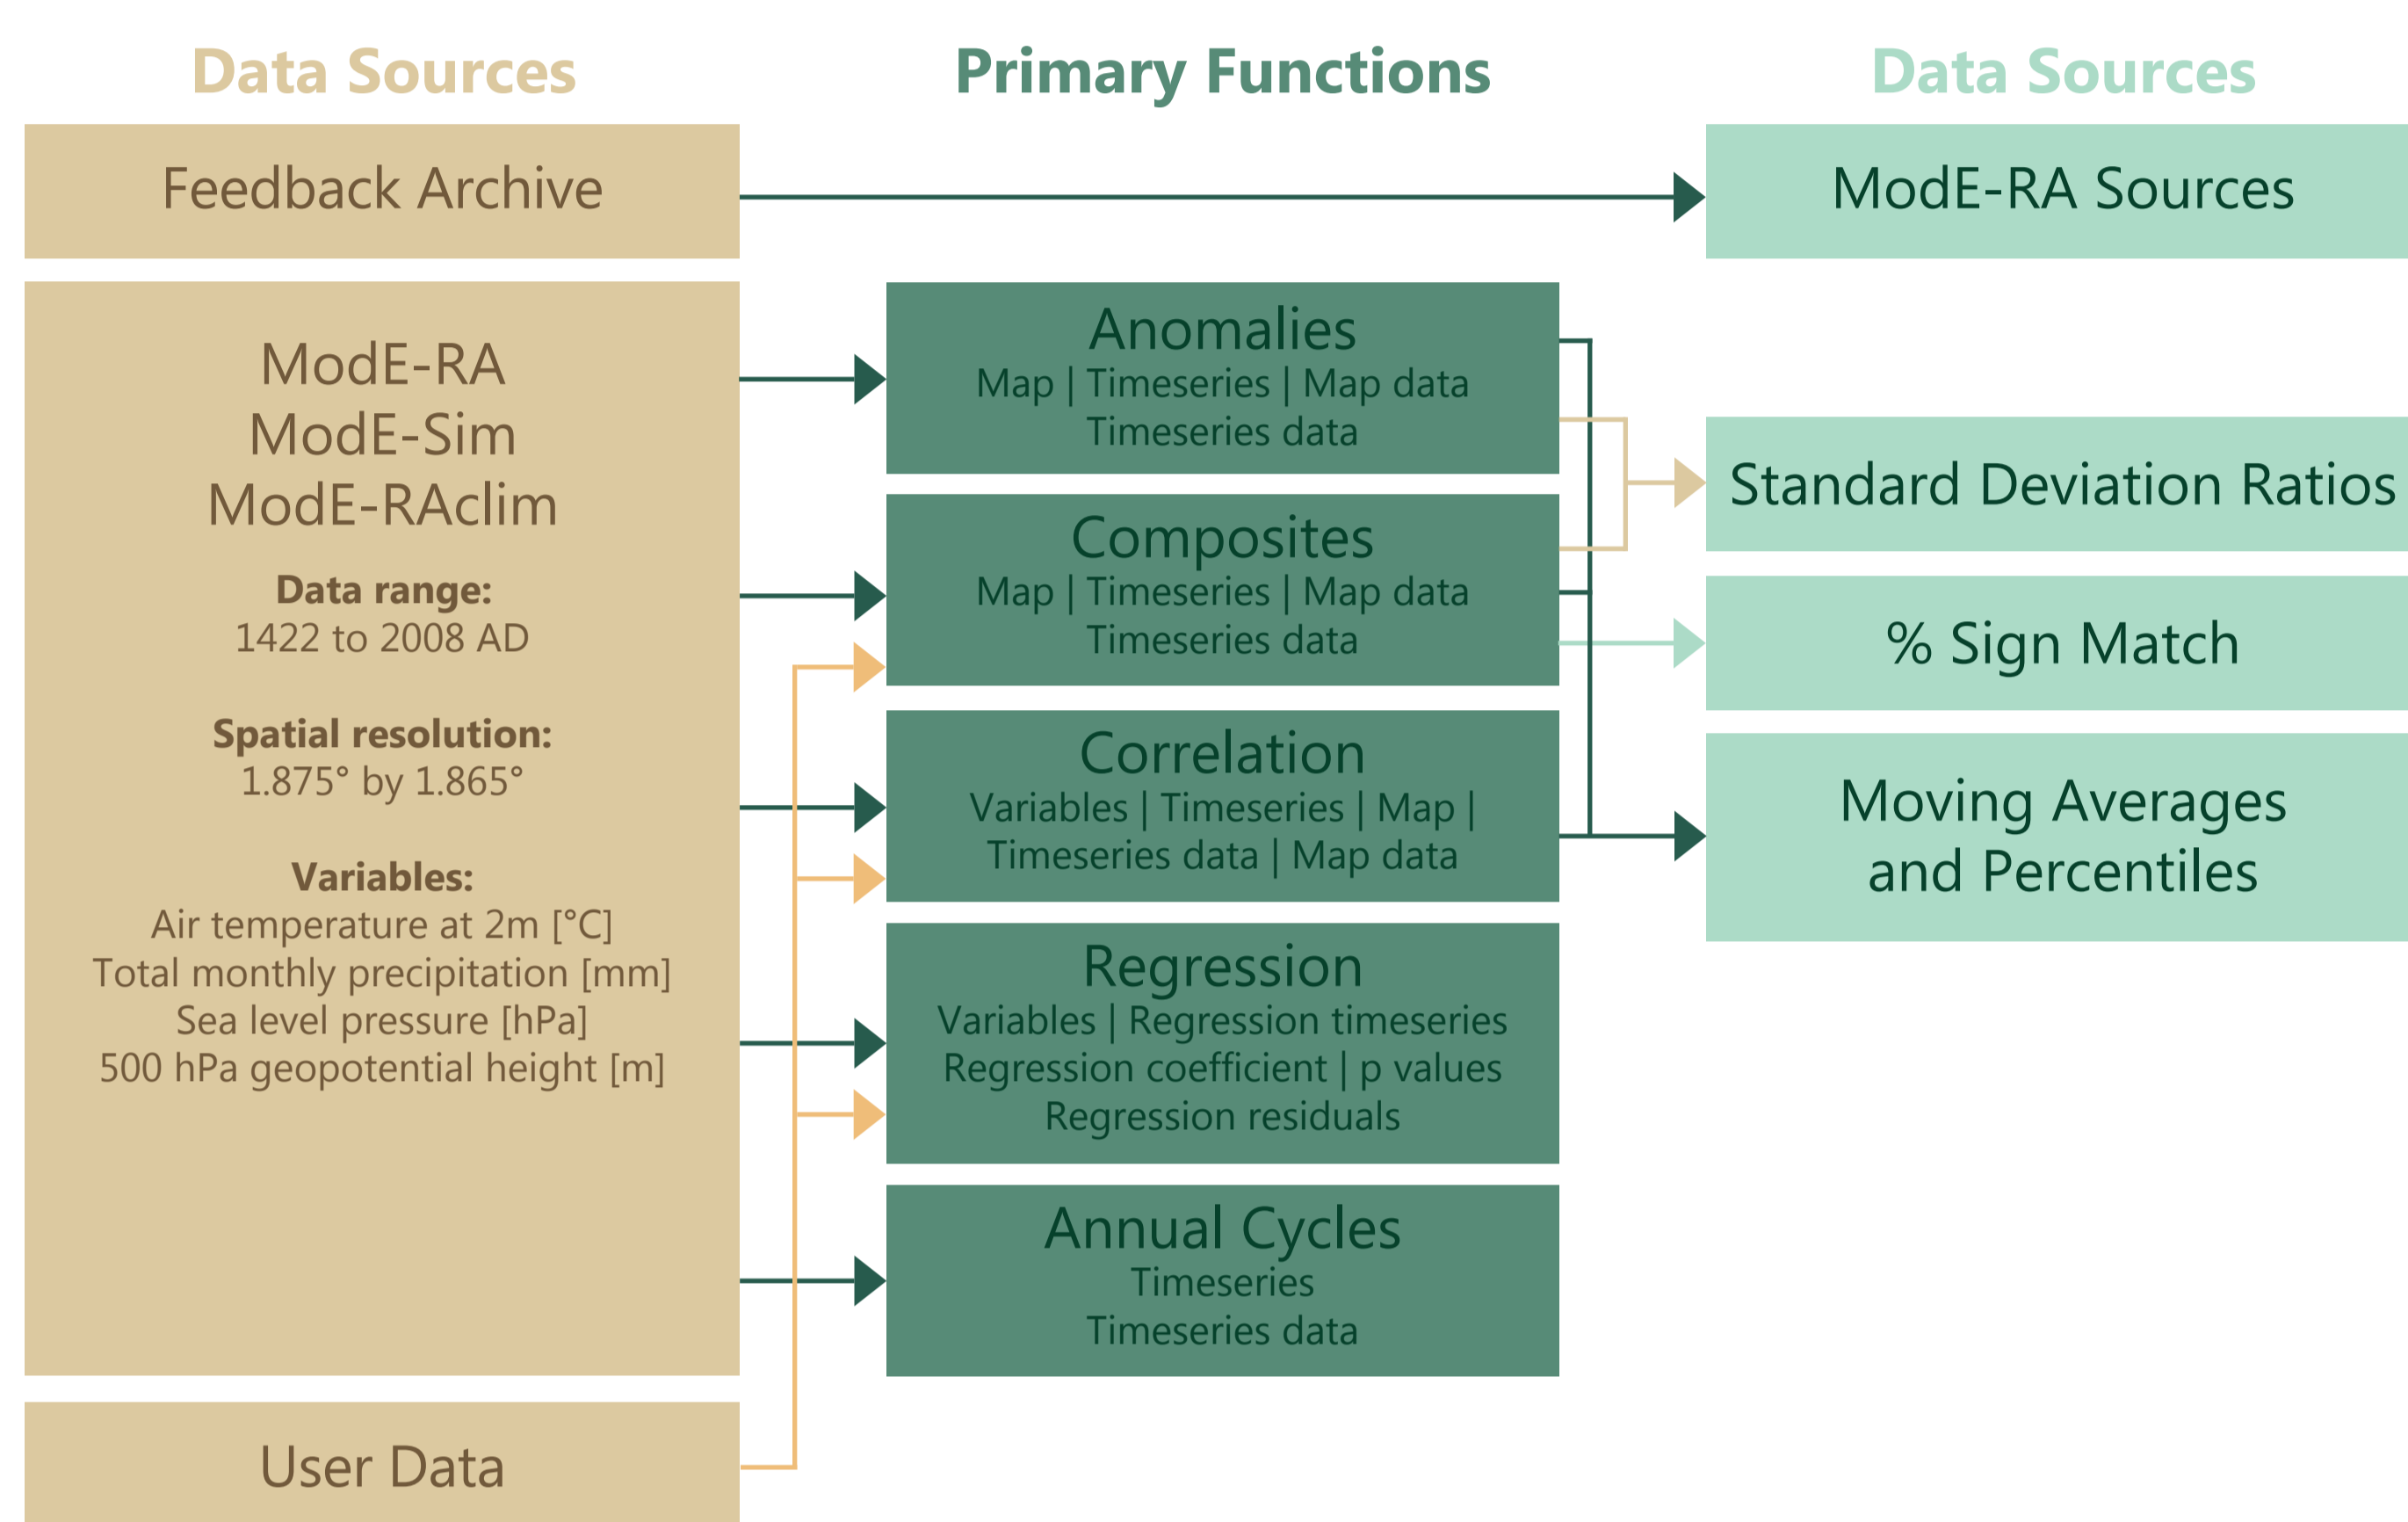 Data Sources
Feedback Archive
ModE-RA
ModE-Sim
ModE-RAclim
Data range:
1422 to 2008 AD
Spatial resolution:
1.875° by 1.865°
Variables:
Air temperature at 2m [°C]
Total monthly precipitation [mm]
Sea level pressure [hPa]
500 hPa geopotential height [m]
User Data
Primary Functions
Anomalies
Map | Timeseries | Map data
Timeseries data
Composites
Map | Timeseries | Map data
Timeseries data
Correlation
Variables | Timeseries | Map |
Timeseries data | Map data
Regression
Variables | Regression timeseries
Regression coefficient | p values
Regression residuals
Annual Cycles
Timeseries
Timeseries data
Data Sources
ModE-RA Sources
Standard Deviation Ratios
% Sign Match
Moving Averages
and Percentiles